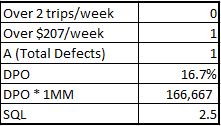 Over 2 trips/week 0
Over $207/week 1
A (Total Defects) 1
DPO 16.7%
DPO * 1MM 166,667
SQL 2.5